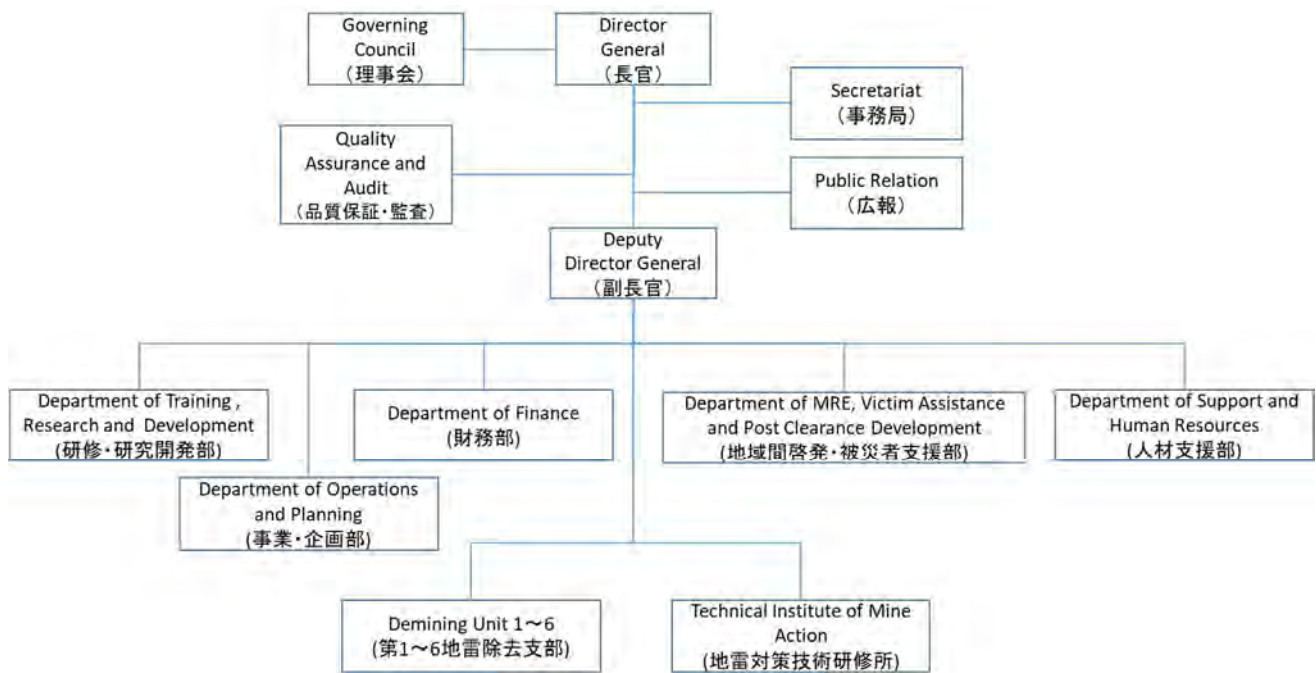 Governing
Council
（理事会）
Director
General
（長官）
Secretariat
（事務局）
Quality
Assurance and
Audit
（品質保証・監査）
Public Relation
（広報）
Deputy
Director General
（副長官）
Department of Training ,
Research and Development
(研修・研究開発部)
Department of Finance
(財務部)
Department of MRE, Victim Assistance
and Post Clearance Development
(地域間啓発・被災者支援部)
Department of Support and
Human Resources
(人材支援部)
Department of Operations
and Planning
(事業・企画部)
Demining Unit 1～6
(第1～6地雷除去支部)
Technical Institute of Mine
Action
(地雷対策技術研修所)